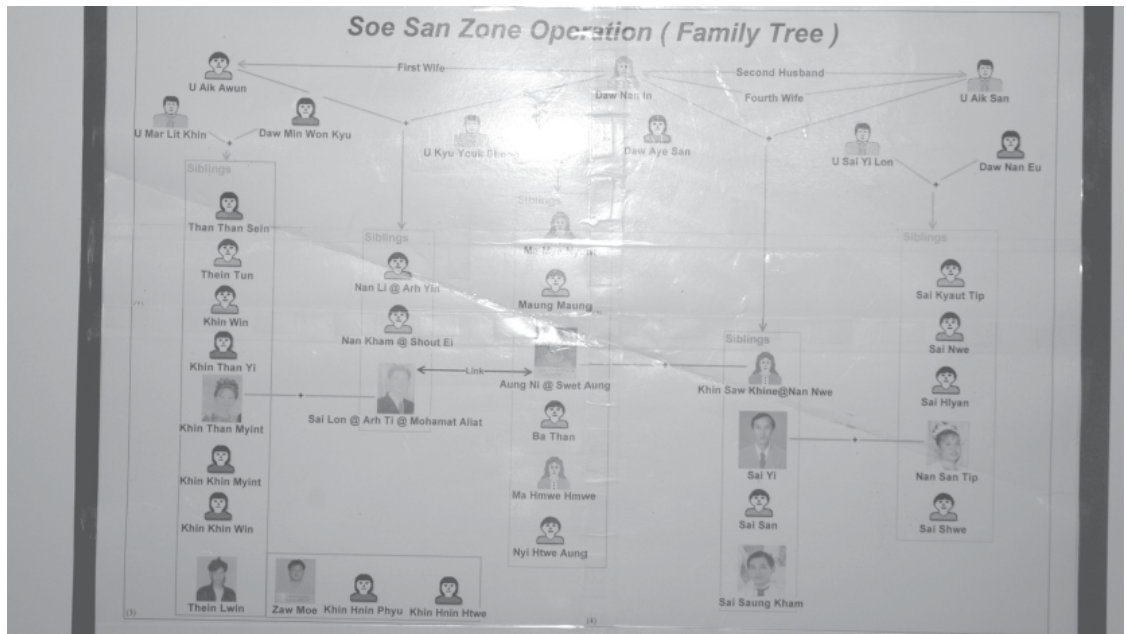 Soe San Zone Operation ( Family Tree )
First Wife
Second Husband
Fourth Wife
U Aik Awun
Daw Nan In
U Aik San
U Mar Lit Khin
Daw Min Won Kyu
U Kyu Youk
Daw Aye San
U Sai Yi Lon
Daw Nan Eu
Siblings
Than Than Sein
Thein Tun
Khin Win
Khin Than Yi
Khin Than Myint
Khin Khin Myint
Khin Khin Win
Thein Lwin
Zaw Moe
Khin Hnin Phyu
Khin Hnin Htwe
Siblings
Nan Li @ Arh Yin
Nan Kham @ Shout Ei
Sai Lon @ Arh Ti @ Mohamat Aliat
Link
Siblings
Maung Maung
Aung Ni @ Swet Aung
Ba Than
Ma Hmwe Hmwe
Nyi Htwe Aung
Siblings
Khin Saw Khine@Nan Nwe
Sai Yi
Sai San
Sai Saung Kham
Siblings
Sai Kyaut Tip
Sai Nwe
Sai Hlyan
Nan San Tip
Sai Shwe
(3)
(4)